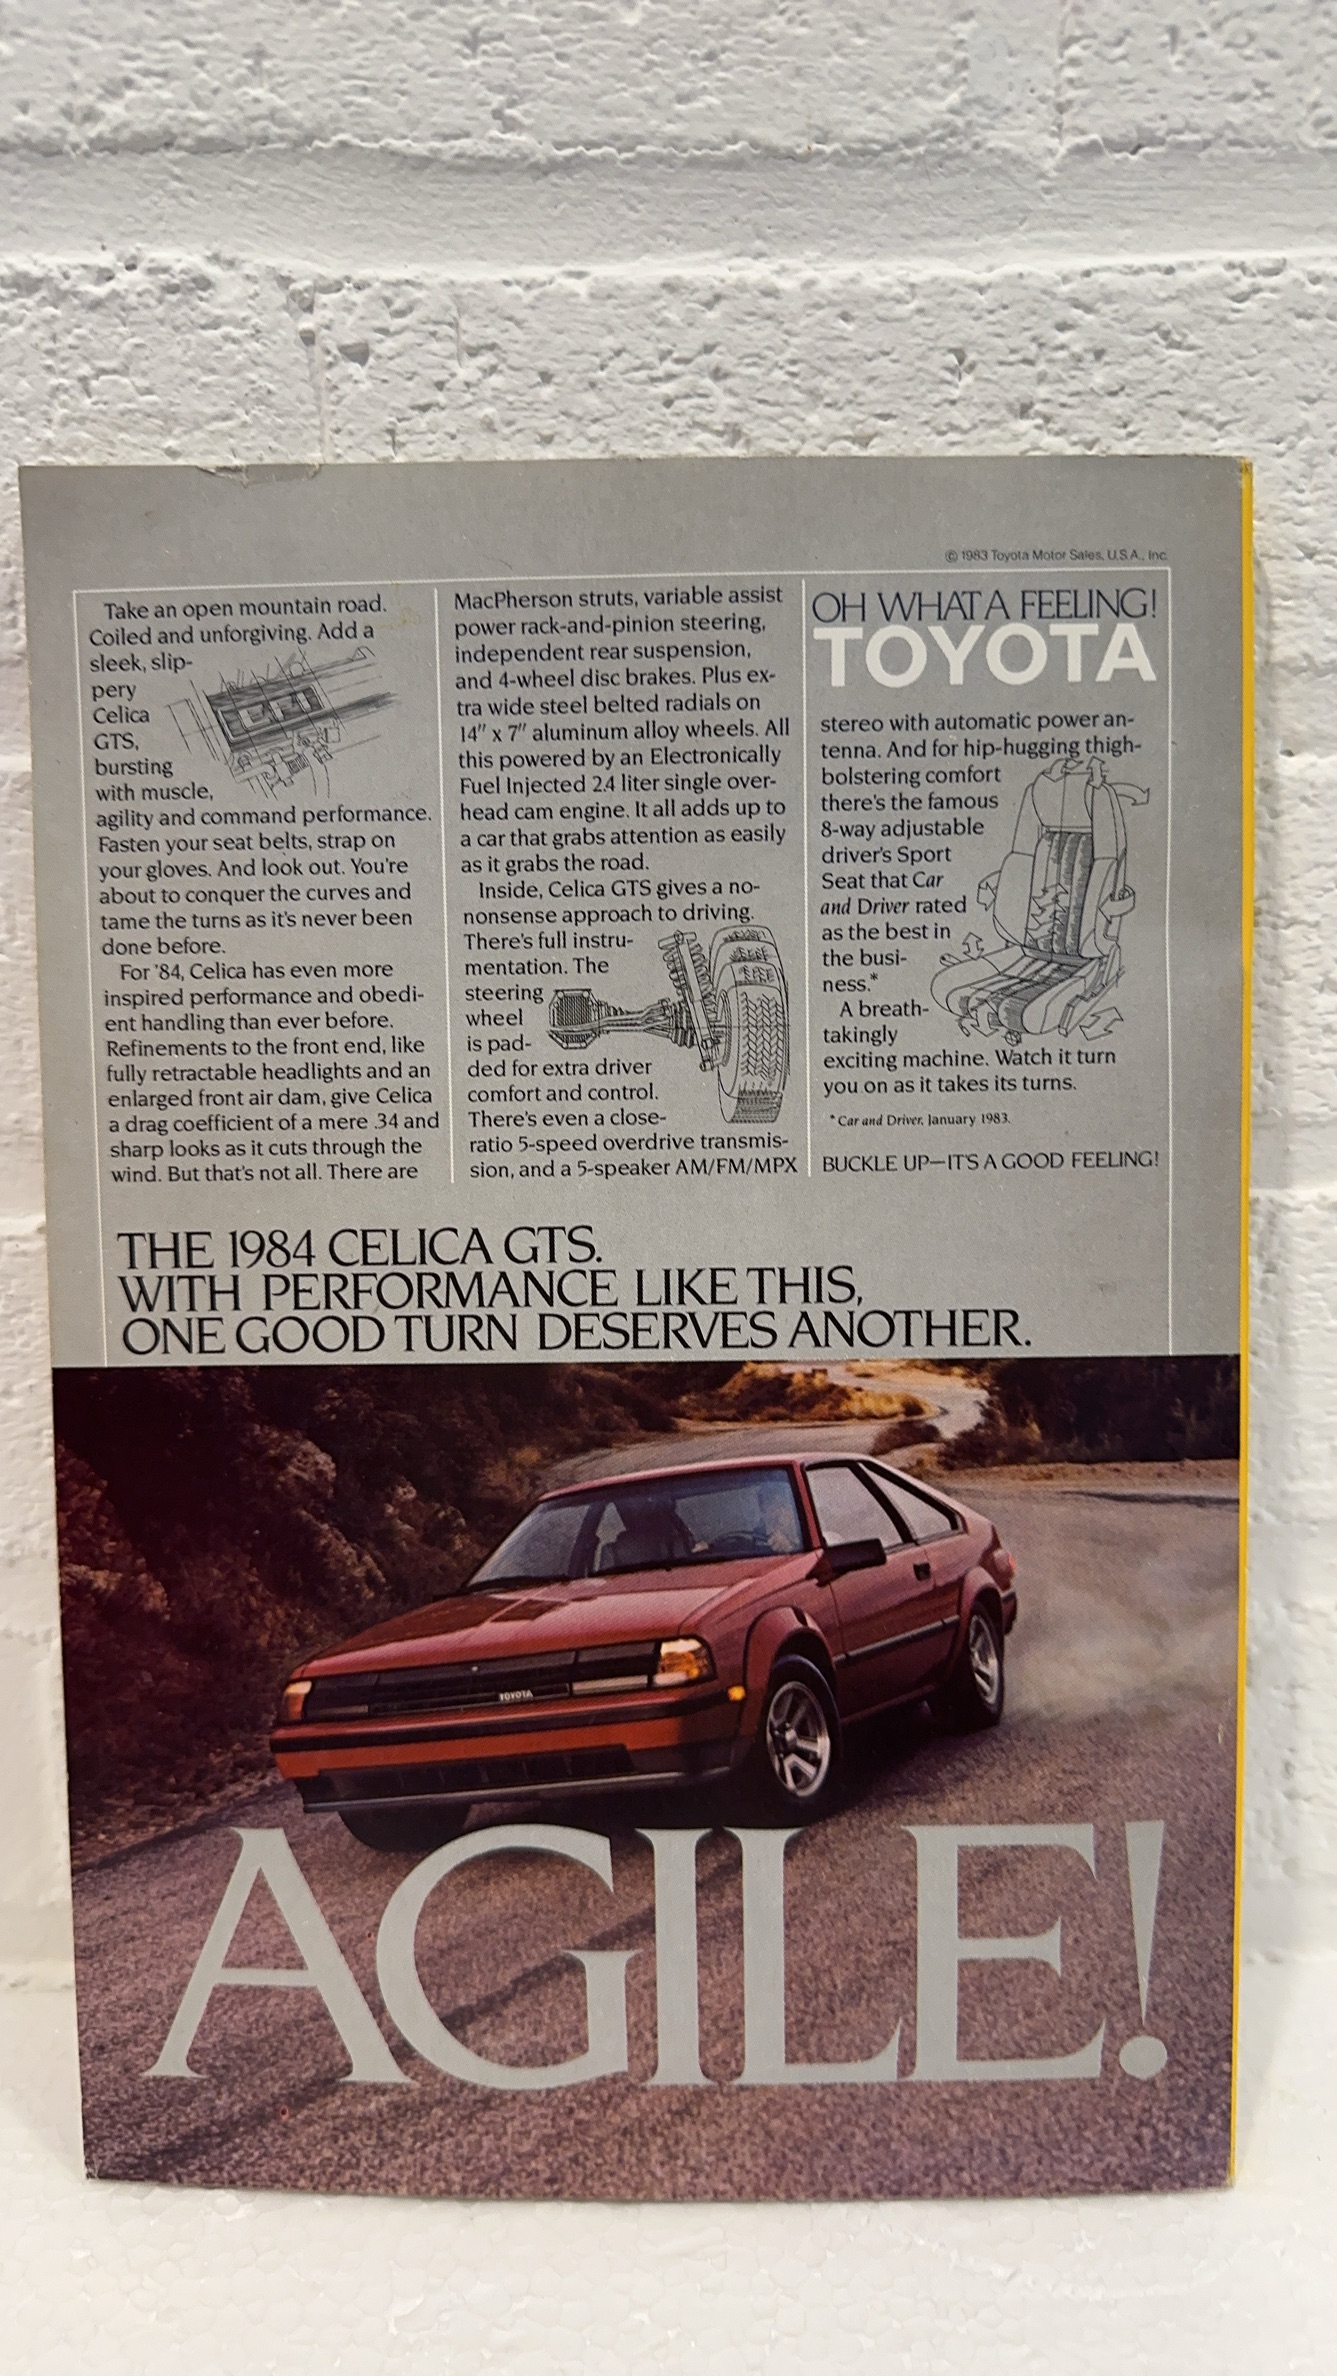 © 1983 Toyota Motor Sales, U.S.A., Inc.
Take an open mountain road.
Coiled and unforgiving. Add a
sleek, slip-
pery
Celica
GTS,
bursting
with muscle,
agility and command performance.
Fasten your seat belts, strap on
your gloves. And look out. You're
about to conquer the curves and
tame the turns as it's never been
done before.
For '84, Celica has even more
inspired performance and obedi-
ent handling than ever before.
Refinements to the front end, like
fully retractable headlights and an
enlarged front air dam, give Celica
a drag coefficient of a mere .34 and
sharp looks as it cuts through the
wind. But that's not all. There are
EFI
MacPherson struts, variable assist
power rack-and-pinion steering,
independent rear suspension,
and 4-wheel disc brakes. Plus ex-
tra wide steel belted radials on
14" x 7" aluminum alloy wheels. All
this powered by an Electronically
Fuel Injected 2.4 liter single over-
head cam engine. It all adds up to
a car that grabs attention as easily
as it grabs the road.
Inside, Celica GTS gives a no-
nonsense approach to driving.
There's full instru-
mentation. The
steering
wheel
is pad-
ded for extra driver
comfort and control.
There's even a close-
ratio 5-speed overdrive transmis-
sion, and a 5-speaker AM/FM/MPX
OH WHAT A FEELING!
TOYOTA
stereo with automatic power an-
tenna. And for hip-hugging thigh-
bolstering comfort
there's the famous
8-way adjustable
driver's Sport
Seat that Car
and Driver rated
as the best in
the busi-
ness.*
A breath-
takingly
exciting machine. Watch it turn
you on as it takes its turns.
*Car and Driver, January 1983.
BUCKLE UP—IT'S A GOOD FEELING!
THE 1984 CELICA GTS.
WITH PERFORMANCE LIKE THIS,
ONE GOOD TURN DESERVES ANOTHER.
TOYOTA
AGILE!